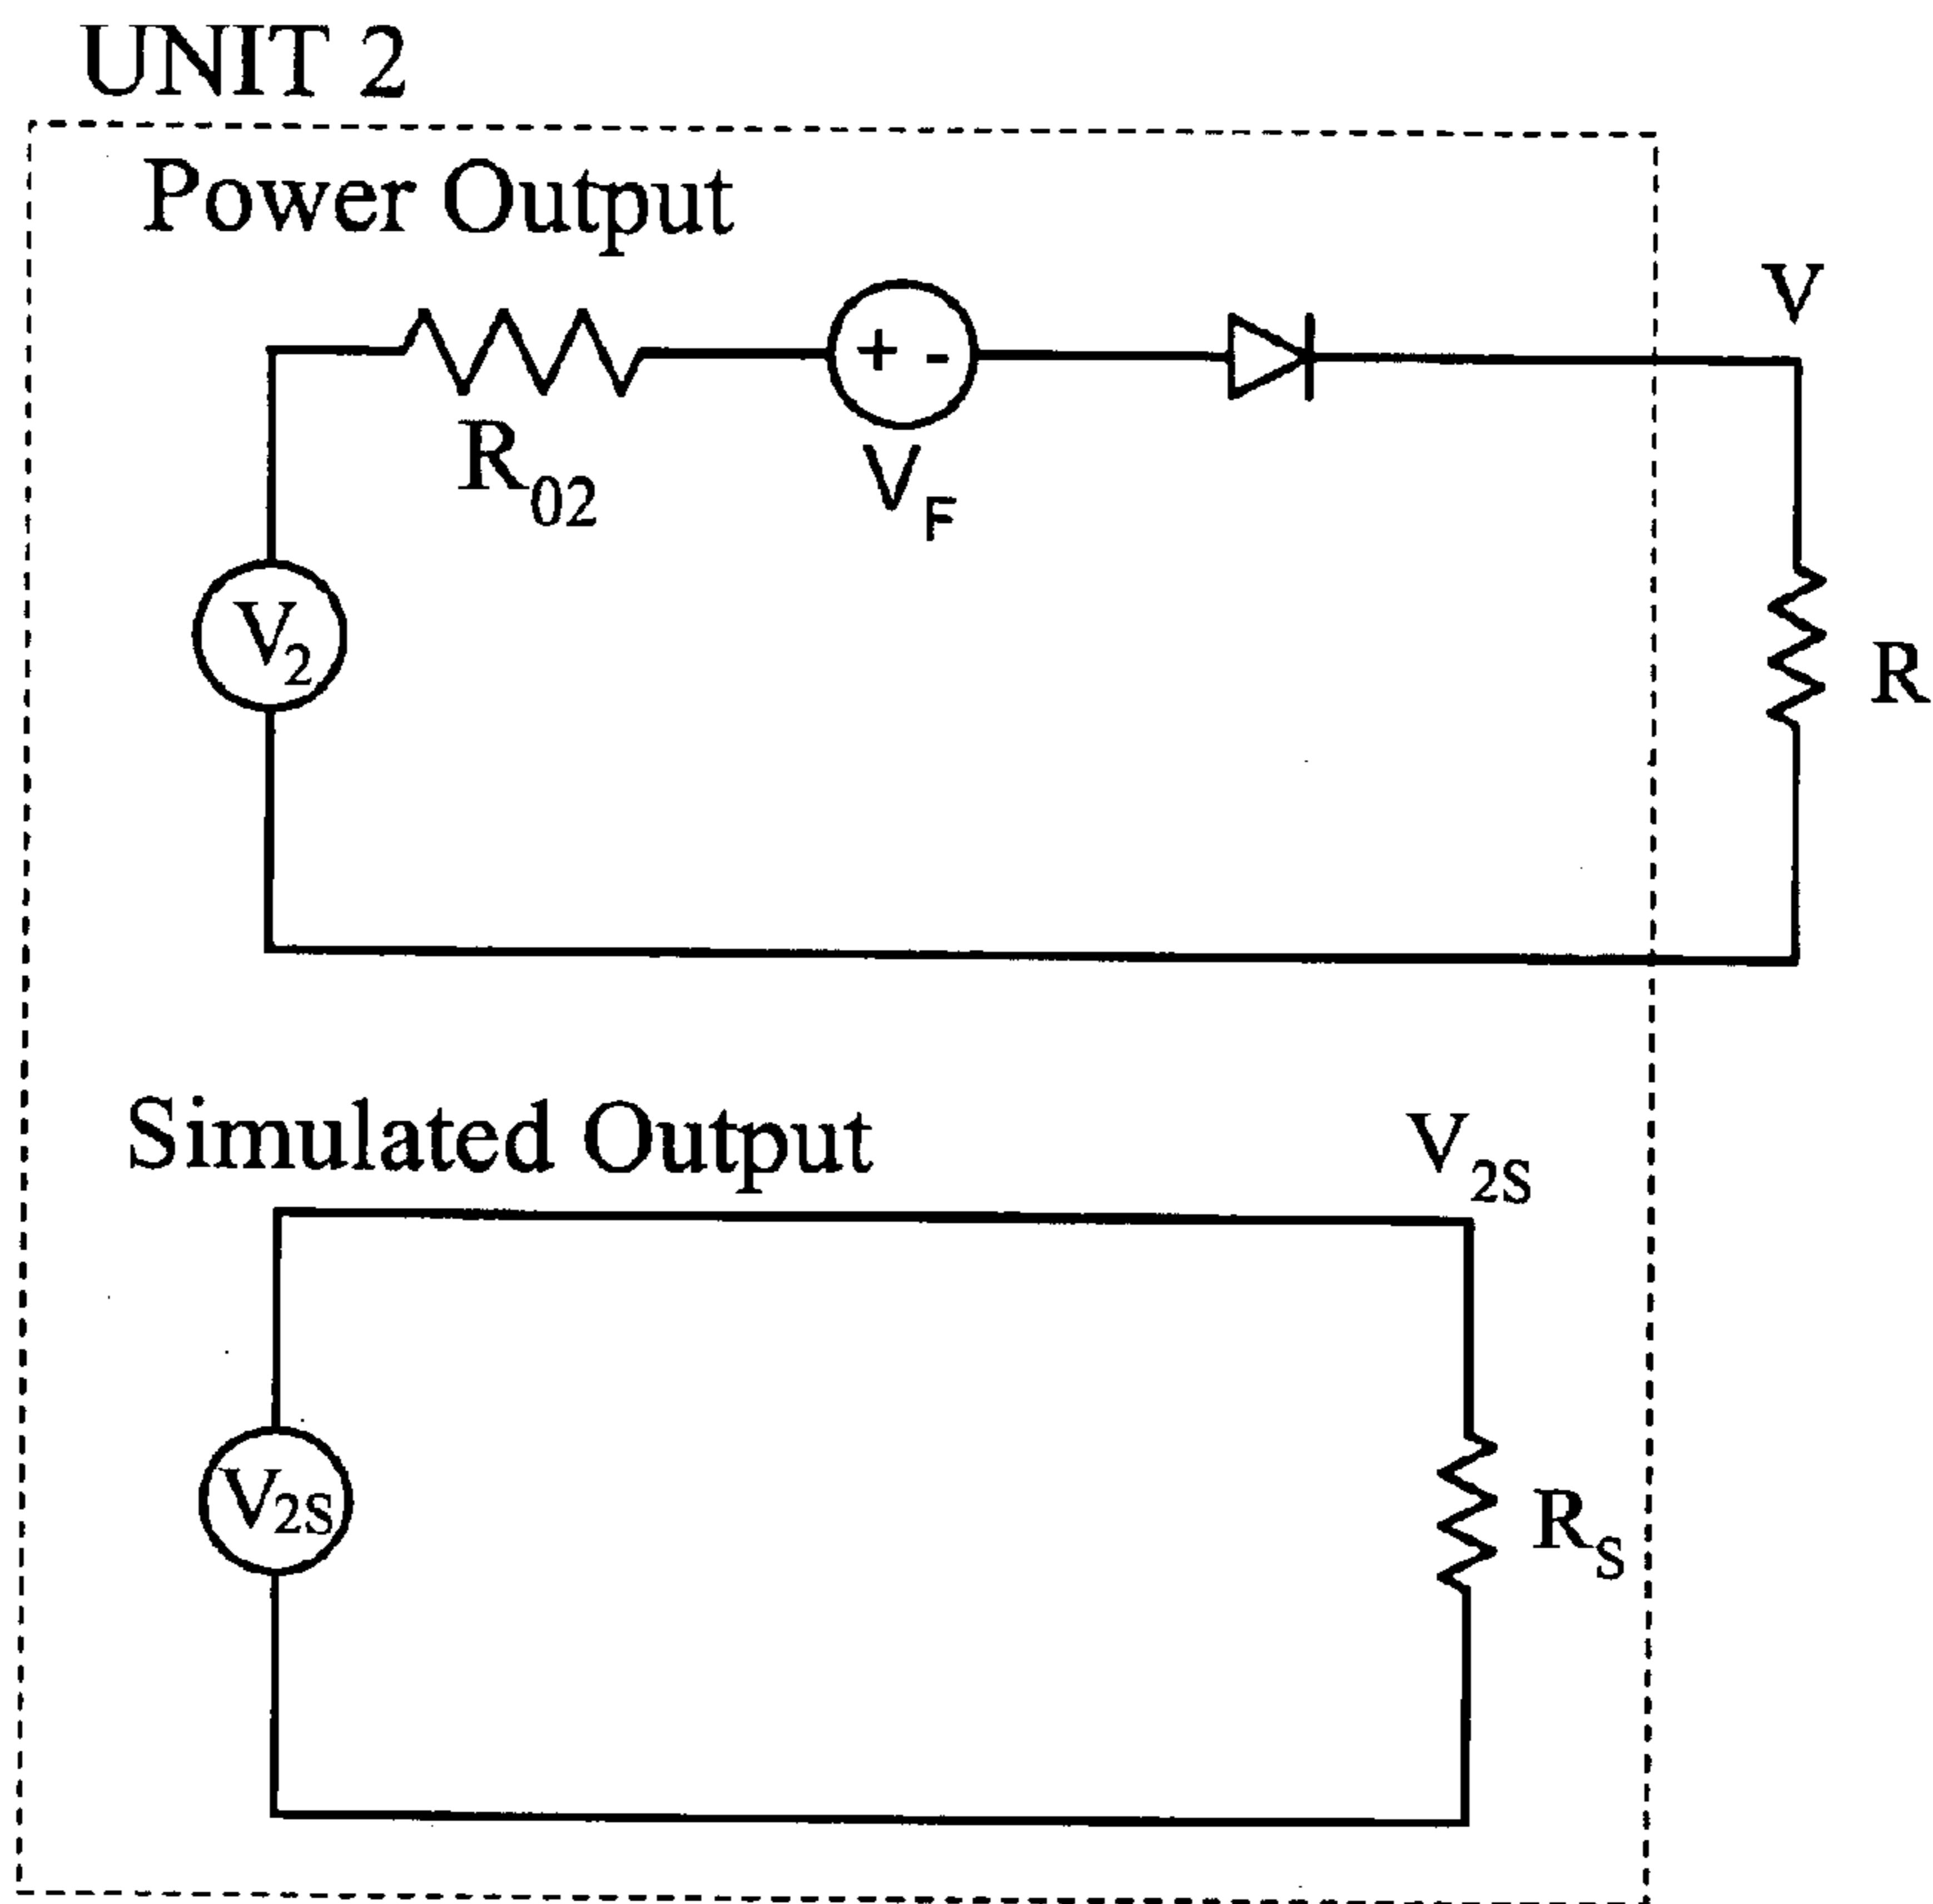 UNIT 2
Power Output
V
+ -
R02
VF
V2
R
Simulated Output
V2S
V2S
RS